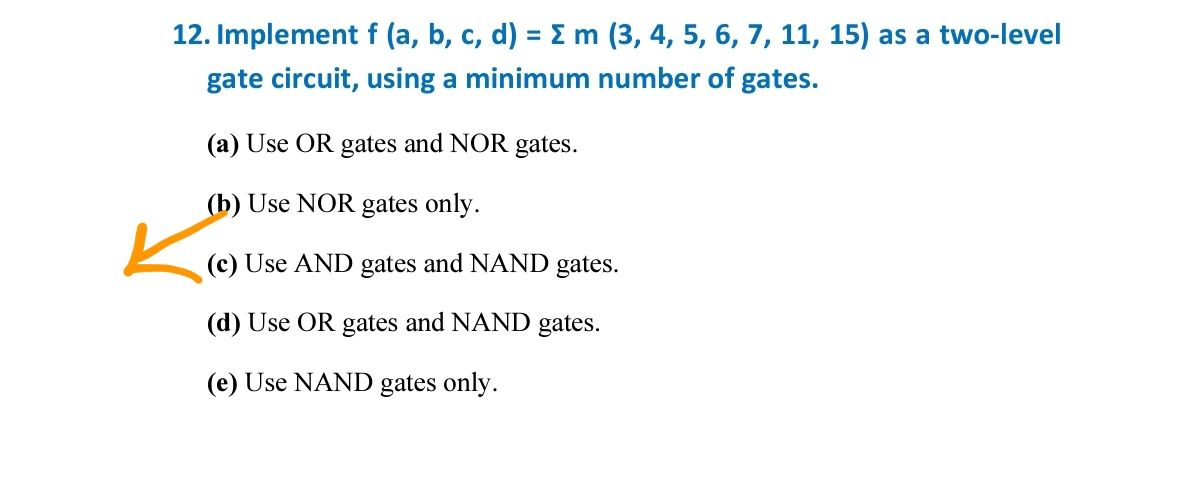 12. Implement f (a, b, c, d) = Σ m (3, 4, 5, 6, 7, 11, 15) as a two-level
gate circuit, using a minimum number of gates.
(a) Use OR gates and NOR gates.
(b) Use NOR gates only.
(c) Use AND gates and NAND gates.
(d) Use OR gates and NAND gates.
(e) Use NAND gates only.